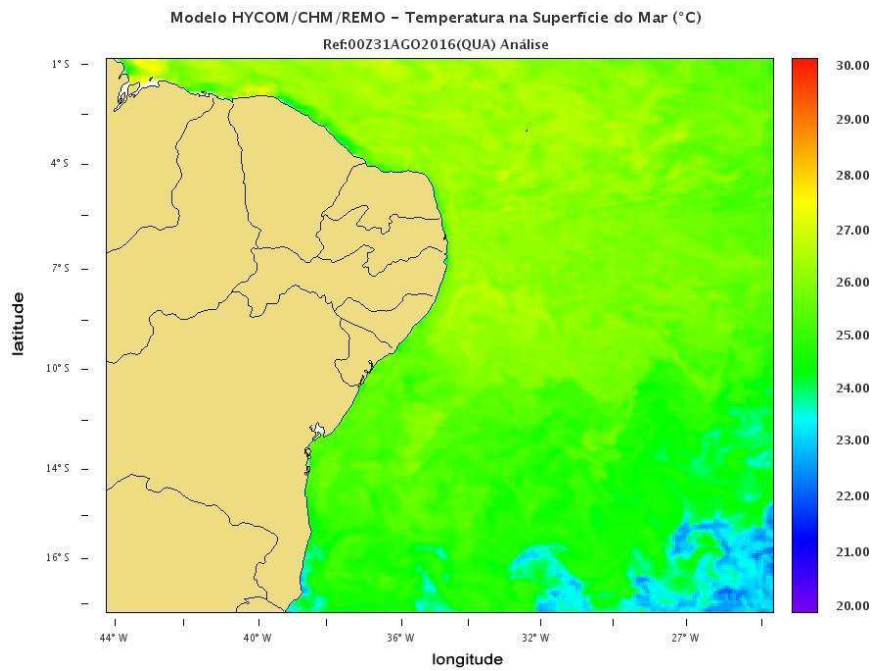 Modelo HYCOM/CHM/REMO - Temperatura na Superfície do Mar (°C)
Ref:00Z31AGO2016(QUA) Análise
1° S
4° S
7° S
10° S
14° S
16° S
latitude
44° W
40° W
36° W
32° W
27° W
longitude
30.00
29.00
28.00
27.00
26.00
25.00
24.00
23.00
22.00
21.00
20.00